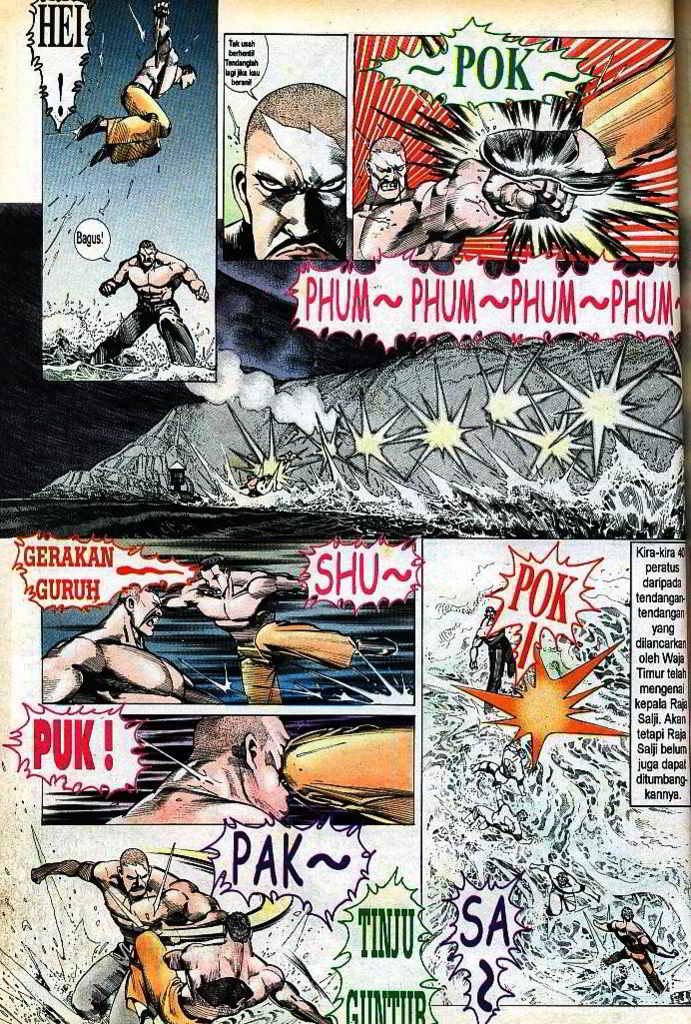 HEI
!
Tak usah
berhenti!
Tendanglah
lagi jika kau
berani!
~ POK ~
Bagus!
PHUM~ PHUM~PHUM~PHUM~
GERAKAN
GURUH
SHU~
PUK!
POK
!
Kira-kira 40
peratus
daripada
tendangan-
tendangan
yang
dilancarkan
oleh Waja
Timur telah
mengenai
kepala Raja
Salji. Akan
tetapi Raja
Salji belum
juga dapat
ditumbang-
kannya.
PAK~
TINJU
GUNTUR
SA
~